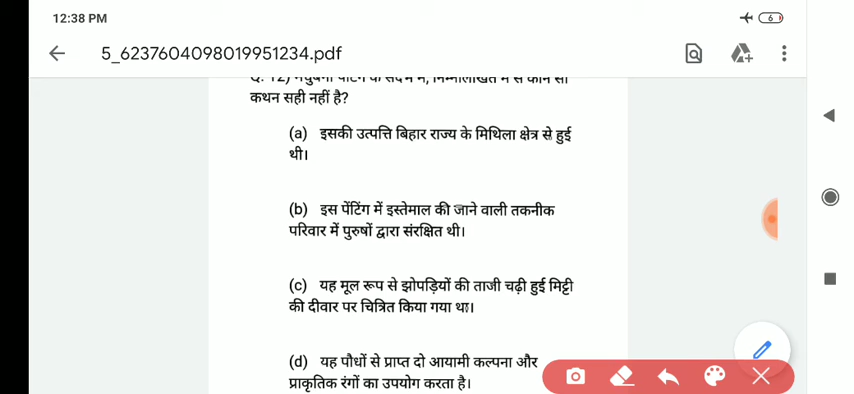 12:38 PM
6
5_6237604098019951234.pdf
कथन सही नहीं है?
(a) इसकी उत्पत्ति बिहार राज्य के मिथिला क्षेत्र से हुई
थी।
(b) इस पेंटिंग में इस्तेमाल की जाने वाली तकनीक
परिवार में पुरुषों द्वारा संरक्षित थी।
(c) यह मूल रूप से झोपड़ियों की ताजी चढ़ी हुई मिट्टी
की दीवार पर चित्रित किया गया था।
(d) यह पौधों से प्राप्त दो आयामी कल्पना और
प्राकृतिक रंगों का उपयोग करता है।